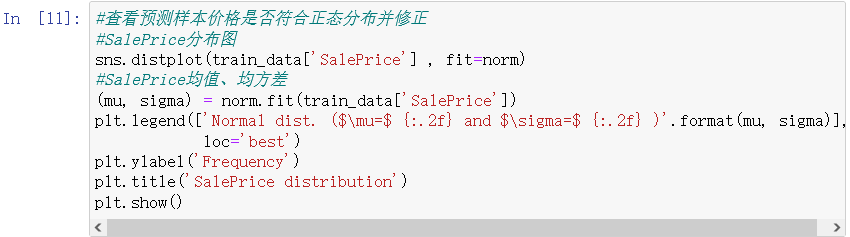 In [11]:
#查看预测样本价格是否符合正态分布并修正
#SalePrice分布图
sns.distplot(train_data['SalePrice'] , fit=norm)
#SalePrice均值、均方差
(mu, sigma) = norm.fit(train_data['SalePrice'])
plt.legend(['Normal dist. ($\mu=$ {:.2f} and $\sigma=$ {:.2f} )'.format(mu, sigma)],
            loc='best')
plt.ylabel('Frequency')
plt.title('SalePrice distribution')
plt.show()